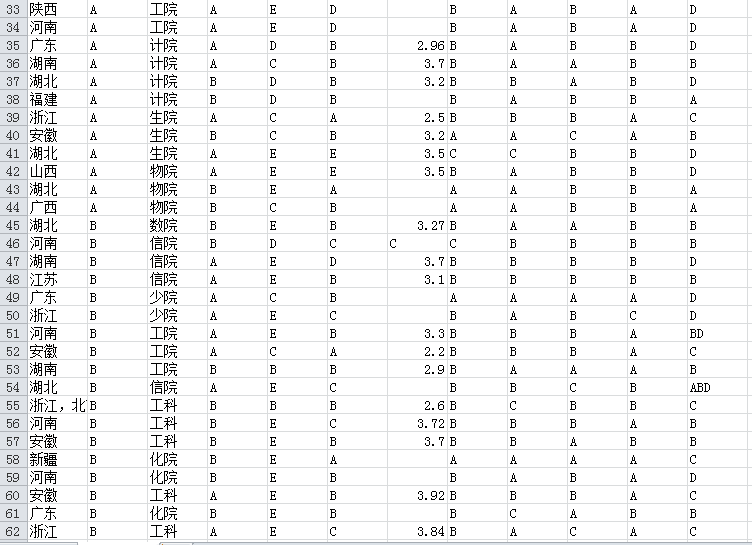 33 陕西 A 工院 A E D B A B A D
34 河南 A 工院 A E D B A B A D
35 广东 A 计院 A D B 2.96 B A B B D
36 湖南 A 计院 A C B 3.7 B A A B B
37 湖北 A 计院 B D B 3.2 B B A B D
38 福建 A 计院 B D B B A B B A
39 浙江 A 生院 A C A 2.5 B B B A C
40 安徽 A 生院 B C B 3.2 A A C A B
41 湖北 A 生院 A E E 3.5 C C B B D
42 山西 A 物院 A E E 3.5 B A B B D
43 湖北 A 物院 B E A A A B B A
44 广西 A 物院 B C B A A B B A
45 湖北 B 数院 B E B 3.27 B A A B B
46 河南 B 信院 B D C C C B B B B
47 湖南 B 信院 A E D 3.7 B B B B D
48 江苏 B 信院 A E B 3.1 B B B B B
49 广东 B 少院 A C B A A A A D
50 浙江 B 少院 A E C B A B C D
51 河南 B 工院 A E B 3.3 B B B A BD
52 安徽 B 工院 A C A 2.2 B B B A C
53 湖南 B 工院 B B B 2.9 B A A A B
54 湖北 B 信院 A E C B B C B ABD
55 浙江，北 B 工科 B B B 2.6 B C B B C
56 河南 B 工科 B E C 3.72 B B B A B
57 安徽 B 工科 B E B 3.7 B B A B B
58 新疆 B 化院 B E A A A A A C
59 河南 B 化院 B E B B A B A D
60 安徽 B 工科 A E B 3.92 B B B A C
61 广东 B 化院 B E B B C A B B
62 浙江 B 工科 A E C 3.84 B A C A C